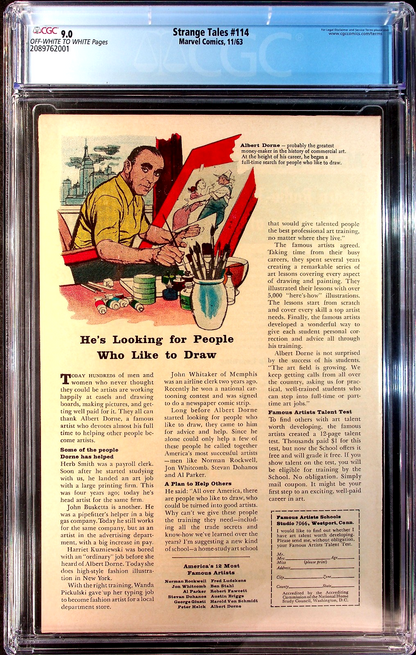 CGC 9.0
OFF-WHITE TO WHITE Pages
2089762001
Strange Tales #114
Marvel Comics, 11/63
Albert Dorne — probably the greatest
money-maker in the history of commercial art.
At the height of his career, he began a
full-time search for people who like to draw.
He's Looking for People
Who Like to Draw
TODAY HUNDREDS of men and
women who never thought
they could be artists are working
happily at easels and drawing
boards, making pictures, and get-
ting well paid for it. They all can
thank Albert Dorne, a famous
artist who devotes almost his full
time to helping other people be-
come artists.
Some of the people
Dorne has helped
Herb Smith was a payroll clerk.
Soon after he started studying
with us, he landed an art job
with a large printing firm. This
was four years ago; today he's
head artist for the same firm.
John Busketta is another. He
was a pipefitter's helper in a big
gas company. Today he still works
for the same company, but as an
artist in the advertising depart-
ment, with a big increase in pay.
Harriet Kuzniewski was bored
with an "ordinary" job before she
heard of Albert Dorne. Today she
does high-style fashion illustra-
tion in New York.
With the right training, Wanda
Pickulski gave up her typing job
to become fashion artist for a local
department store.
John Whitaker of Memphis
was an airline clerk two years ago.
Recently he won a national car-
tooning contest and was signed
to do a newspaper comic strip.
Long before Albert Dorne
started looking for people who
like to draw, they came to him
for advice and help. Since he
alone could only help a few of
these people he called together
America's most successful artists
—men like Norman Rockwell,
Jon Whitcomb, Stevan Dohanos
and Al Parker.
A Plan to Help Others
He said: "All over America, there
are people who like to draw, who
could be turned into good artists.
Why can't we give those people
the training they need—includ-
ing all the trade secrets and
know-how we've learned over the
years? I'm suggesting a new kind
of school—a home-study art school
that would give talented people
the best professional art training,
no matter where they live."
The famous artists agreed.
Taking time from their busy
careers, they spent several years
creating a remarkable series of
art lessons covering every aspect
of drawing and painting. They
illustrated their lessons with over
5,000 "here's-how" illustrations.
The lessons start from scratch
and cover every skill a top artist
needs. Finally, the famous artists
developed a wonderful way to
give each student personal cor-
rection and advice all through
his training.
Albert Dorne is not surprised
by the success of his students.
"The art field is growing. We
keep getting calls from all over
the country, asking us for prac-
tical, well-trained students who
can step into full-time or part-
time art jobs."
Famous Artists Talent Test
To find others with art talent
worth developing, the famous
artists created a 12-page talent
test. Thousands paid $1 for this
test, but now the School offers it
free and will grade it free. If you
show talent on the test, you may
be eligible for training by the
School. No obligation. Simply
mail coupon. It might be your
first step to an exciting, well-paid
career in art.
America's 12 Most
Famous Artists
Norman Rockwell Fred Ludekens
Jon Whitcomb Ben Stahl
Al Parker Robert Fawcett
Stevan Dohanos Austin Briggs
George Giusti Harold Von Schmidt
Peter Helck Albert Dorne
Famous Artists Schools
Studio 7066, Westport, Conn.
I would like to find out whether I
have art talent worth developing.
Please send me, without obligation,
your Famous Artists Talent Test.
Mr.
Mrs. Age
Miss (please print)
Address
City Zone
County State
Accredited by the Accrediting
Commission of the National Home
Study Council, Washington, D.C.